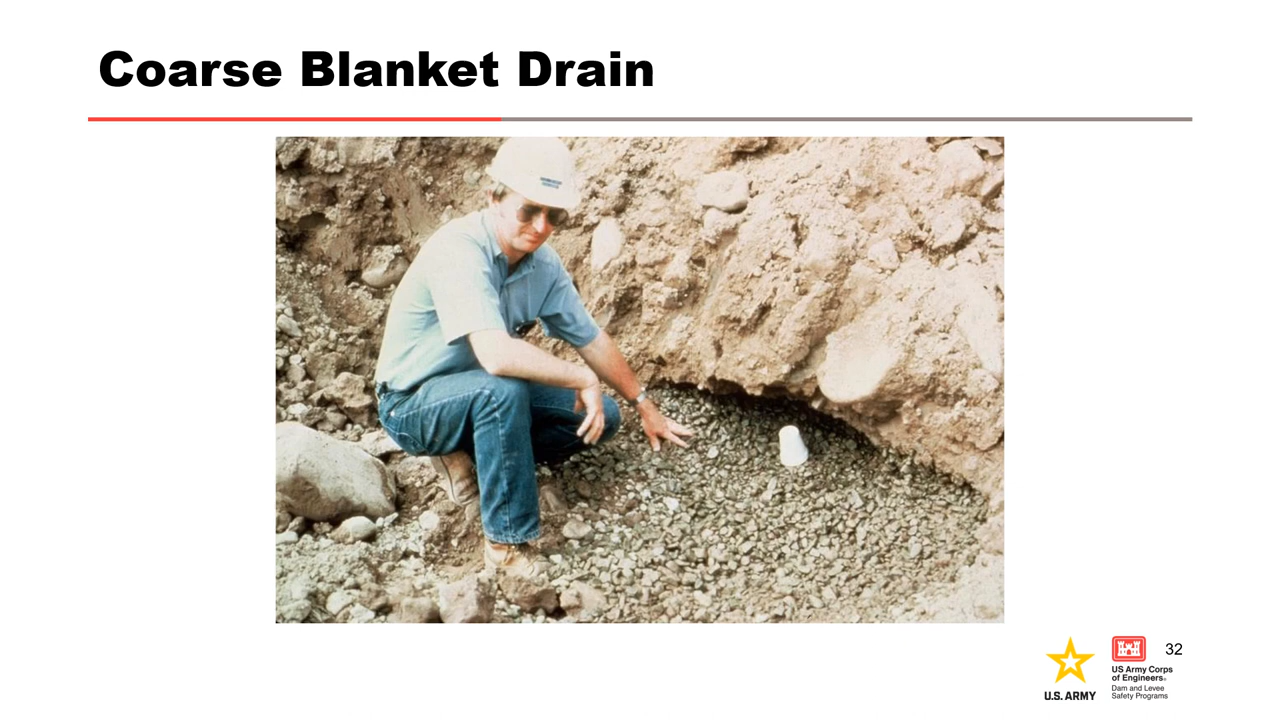 Coarse Blanket Drain
32
U.S. ARMY
US Army Corps
of Engineers®
Dam and Levee
Safety Programs